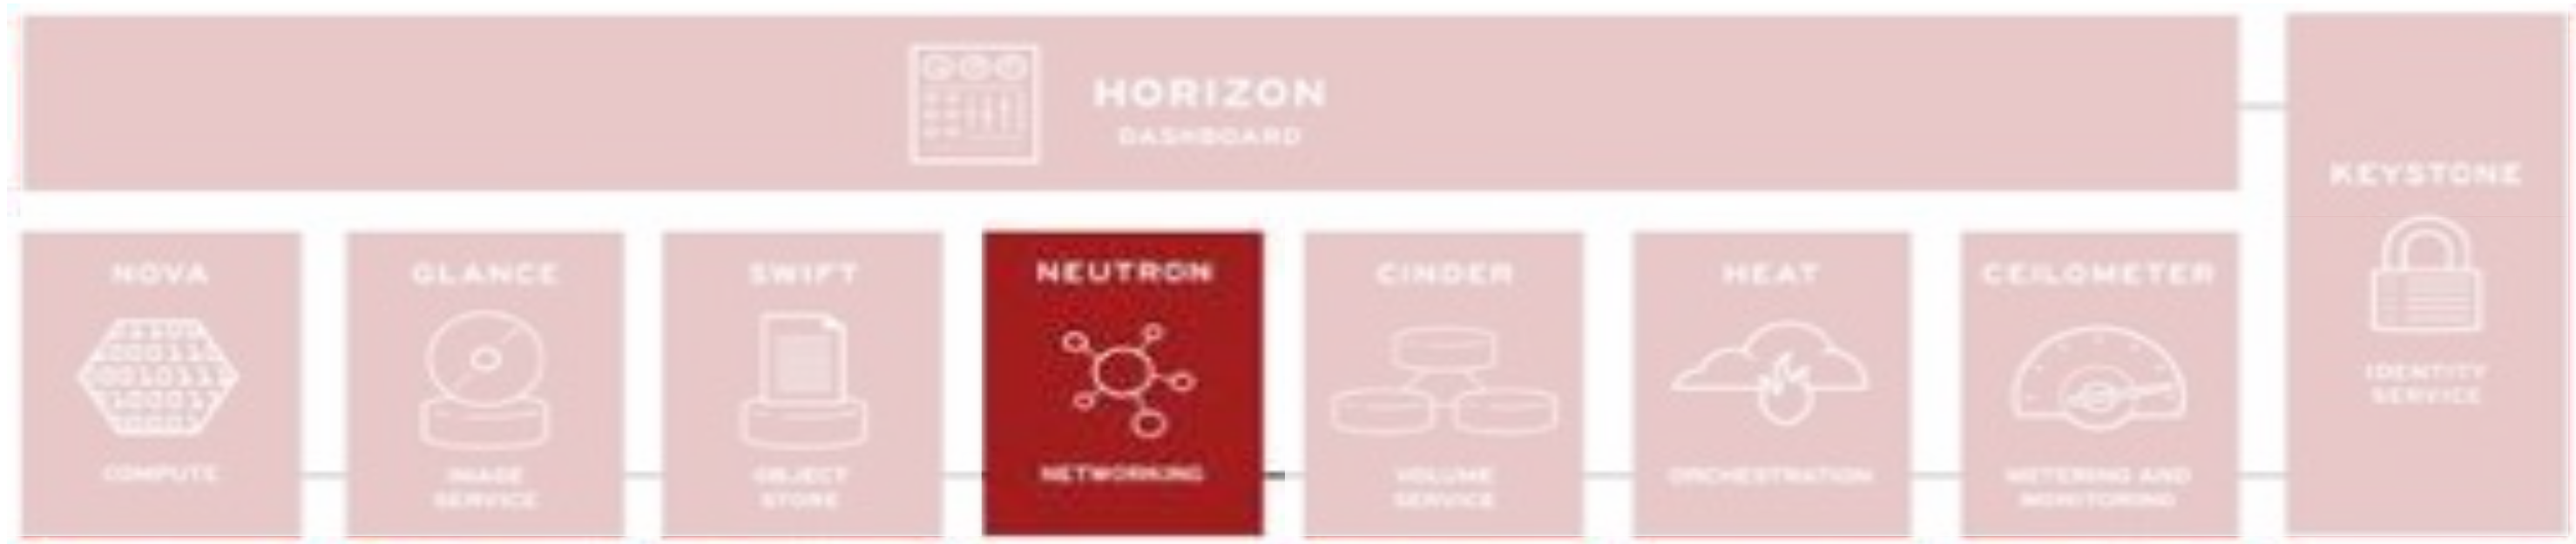 HORIZON
DASHBOARD
KEYSTONE
IDENTITY
SERVICE
NOVA
COMPUTE
GLANCE
IMAGE
SERVICE
SWIFT
OBJECT
STORE
NEUTRON
NETWORKING
CINDER
VOLUME
SERVICE
HEAT
ORCHESTRATION
CEILOMETER
METERING AND
MONITORING